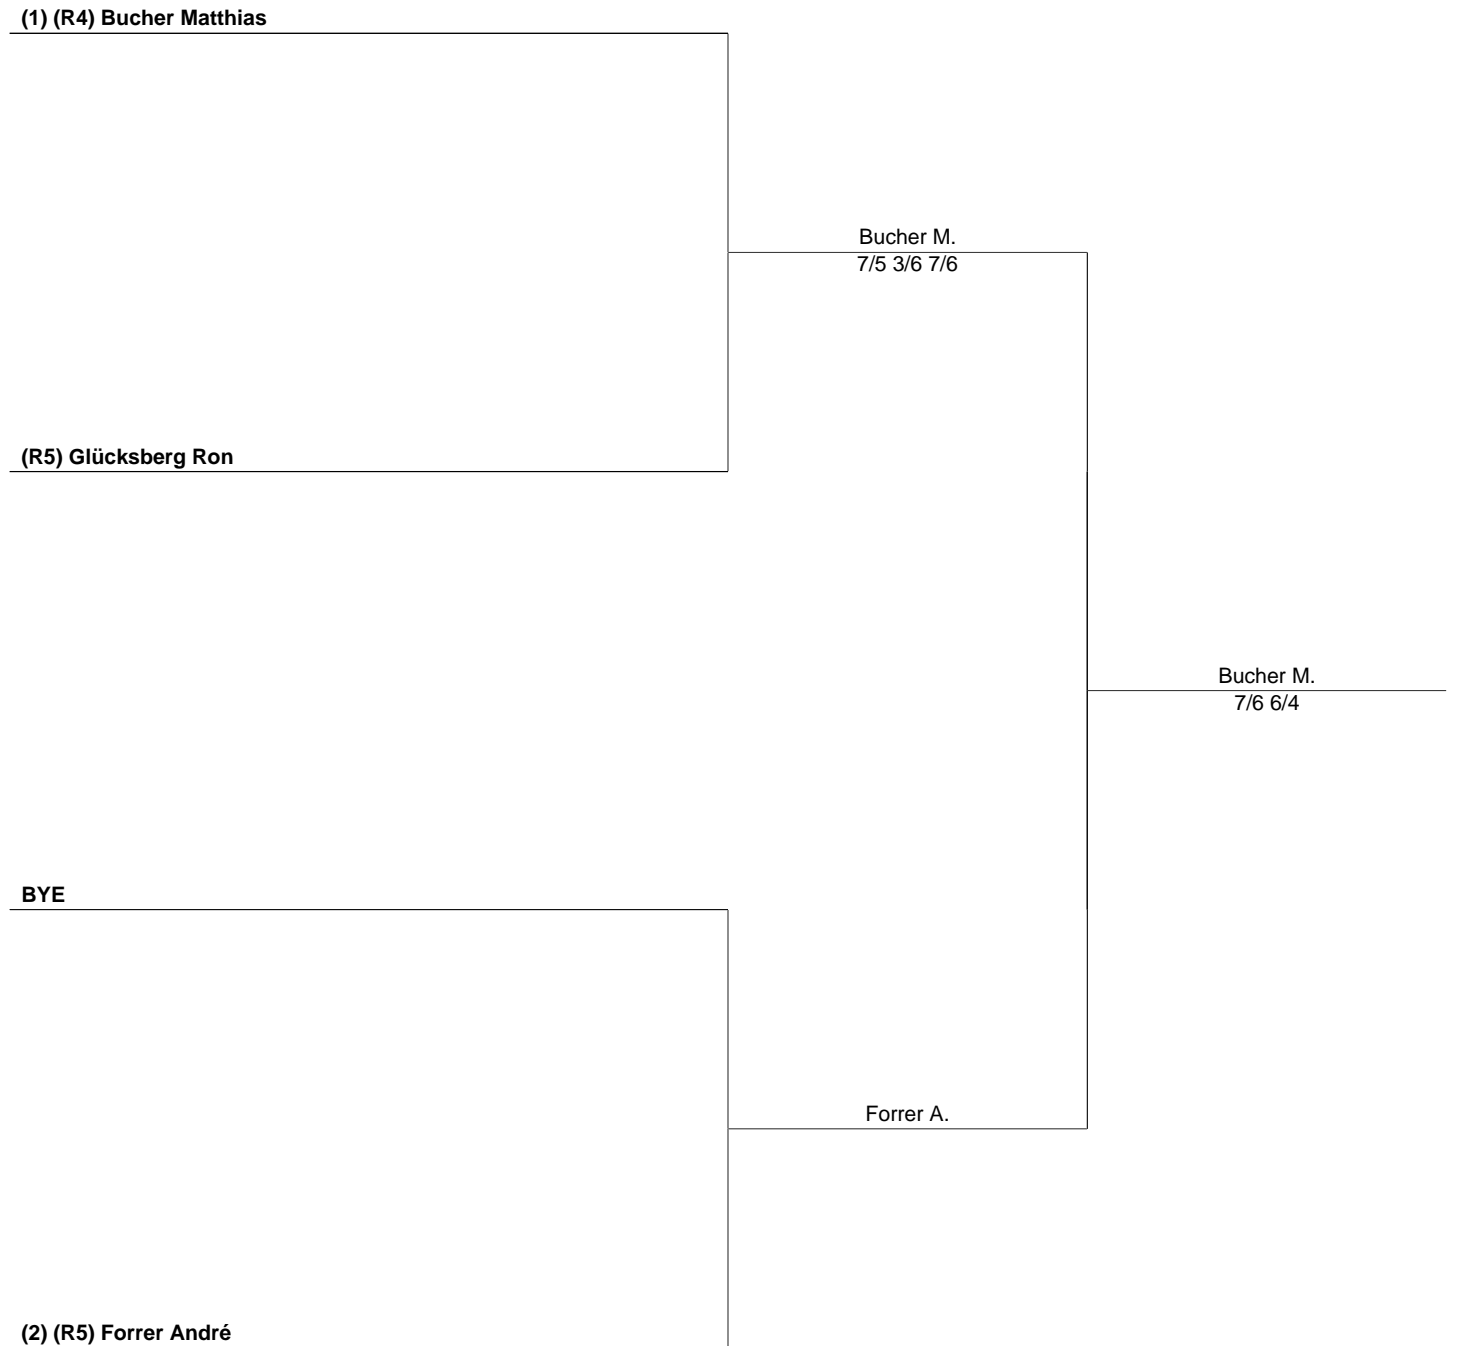 (1) (R4) Bucher Matthias
Bucher M.
7/5 3/6 7/6
(R5) Glücksberg Ron
Bucher M.
7/6 6/4
BYE
Forrer A.
(2) (R5) Forrer André